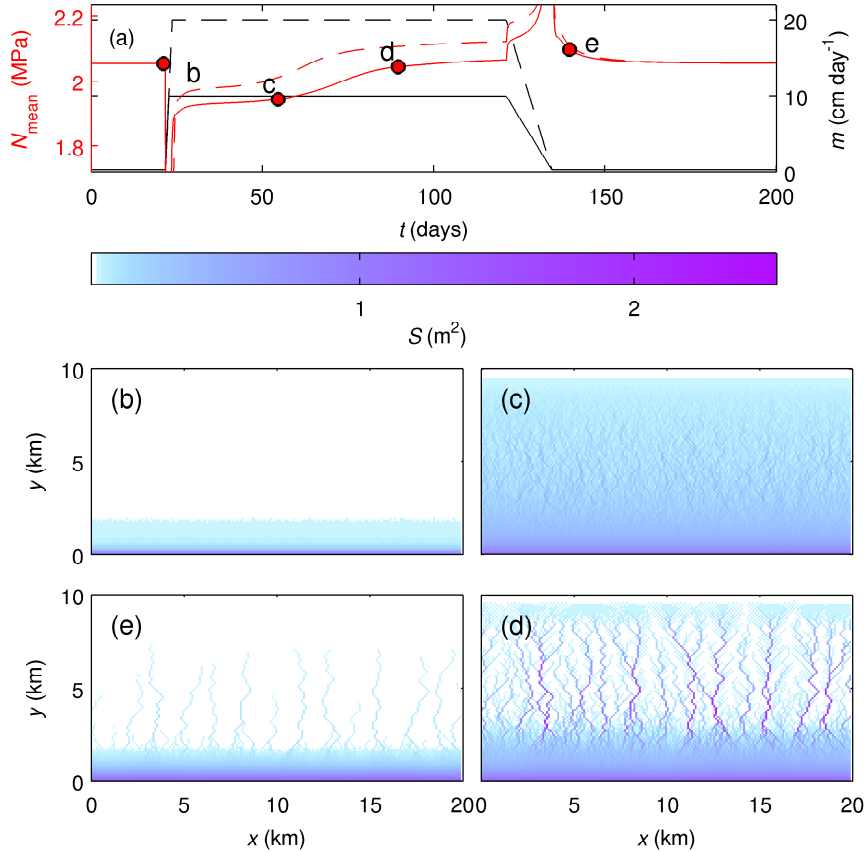 (a)
2.2
2
1.8
N mean (MPa)
b
c
d
e
20
10
0
m (cm day⁻¹)
0 50 100 150 200
t (days)
1 2
S (m²)
(b) (c)
10
5
0
y (km)
(e) (d)
10
5
0
y (km)
0 5 10 15 20 0 5 10 15 20
x (km) x (km)